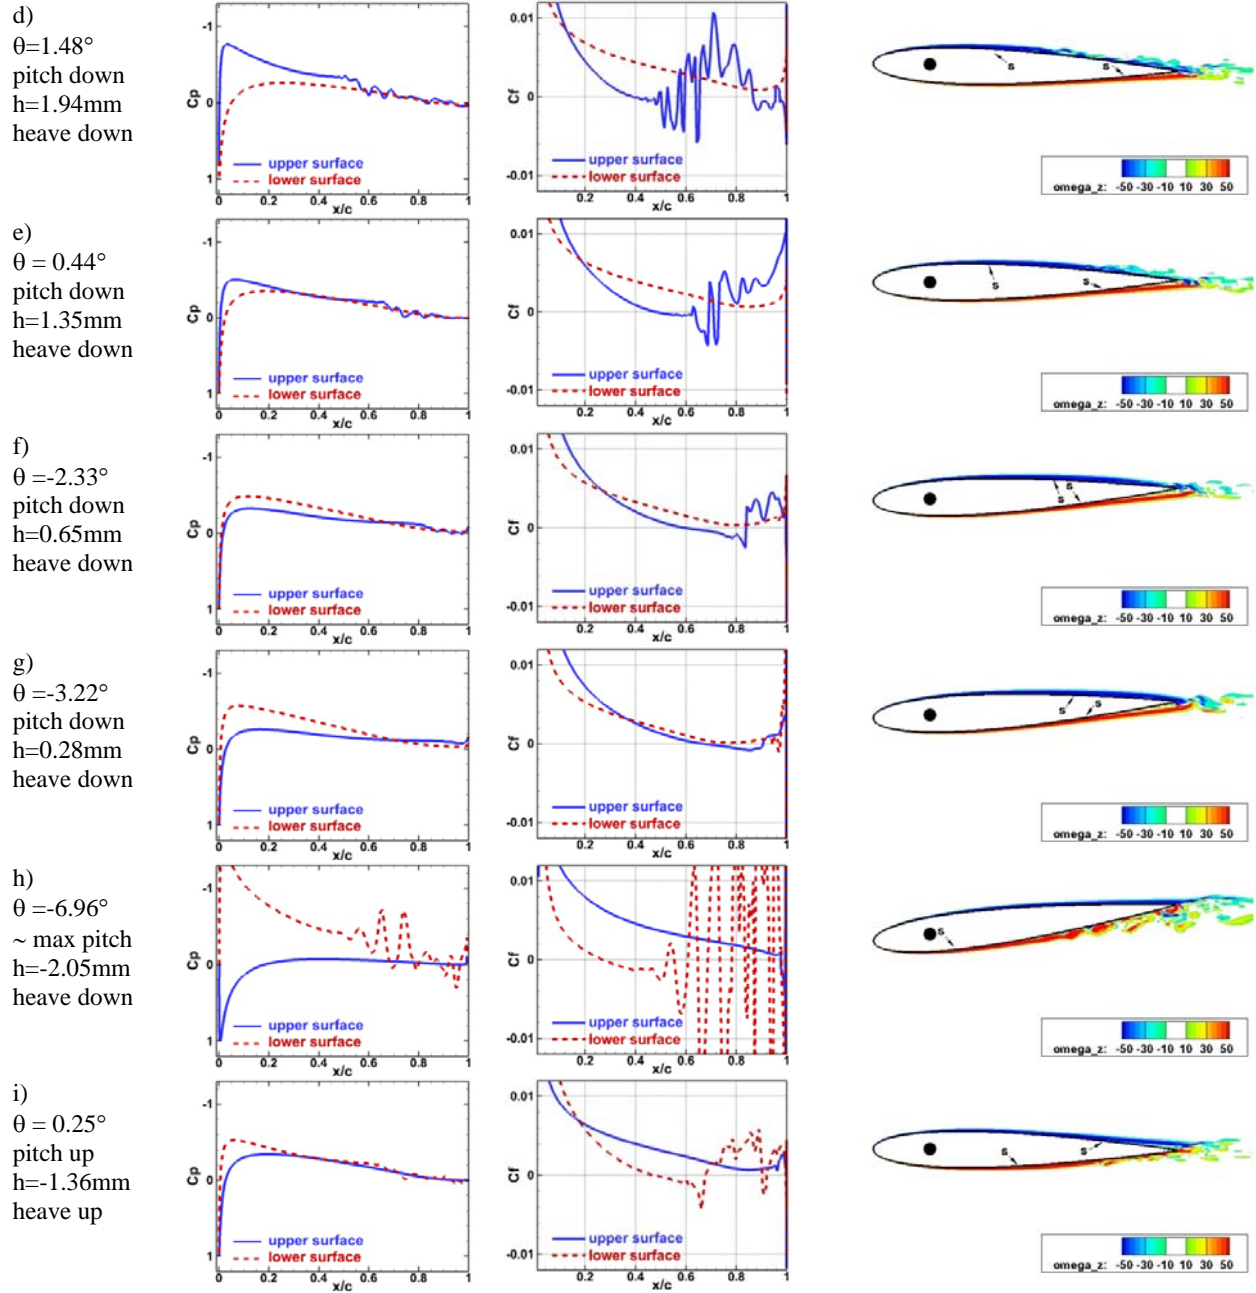 d)
θ=1.48°
pitch down
h=1.94mm
heave down
-1
Cp
0
1
upper surface
lower surface
0 0.2 0.4 0.6 0.8 1
x/c
0.01
Cf
0
-0.01
upper surface
lower surface
0.2 0.4 0.6 0.8 1
x/c
s
s
omega_z: -50 -30 -10 10 30 50
e)
θ = 0.44°
pitch down
h=1.35mm
heave down
-1
Cp
0
1
upper surface
lower surface
0 0.2 0.4 0.6 0.8 1
x/c
0.01
Cf
0
-0.01
upper surface
lower surface
0.2 0.4 0.6 0.8 1
x/c
s
s
omega_z: -50 -30 -10 10 30 50
f)
θ =-2.33°
pitch down
h=0.65mm
heave down
-1
Cp
0
1
upper surface
lower surface
0 0.2 0.4 0.6 0.8 1
x/c
0.01
Cf
0
-0.01
upper surface
lower surface
0.2 0.4 0.6 0.8 1
x/c
s
s
omega_z: -50 -30 -10 10 30 50
g)
θ =-3.22°
pitch down
h=0.28mm
heave down
-1
Cp
0
1
upper surface
lower surface
0 0.2 0.4 0.6 0.8 1
x/c
0.01
Cf
0
-0.01
upper surface
lower surface
0.2 0.4 0.6 0.8 1
x/c
s
s
omega_z: -50 -30 -10 10 30 50
h)
θ =-6.96°
~ max pitch
h=-2.05mm
heave down
-1
Cp
0
1
upper surface
lower surface
0 0.2 0.4 0.6 0.8 1
x/c
0.01
Cf
0
-0.01
upper surface
lower surface
0.2 0.4 0.6 0.8 1
x/c
s
omega_z: -50 -30 -10 10 30 50
i)
θ = 0.25°
pitch up
h=-1.36mm
heave up
-1
Cp
0
1
upper surface
lower surface
0 0.2 0.4 0.6 0.8 1
x/c
0.01
Cf
0
-0.01
upper surface
lower surface
0.2 0.4 0.6 0.8 1
x/c
s
s
omega_z: -50 -30 -10 10 30 50